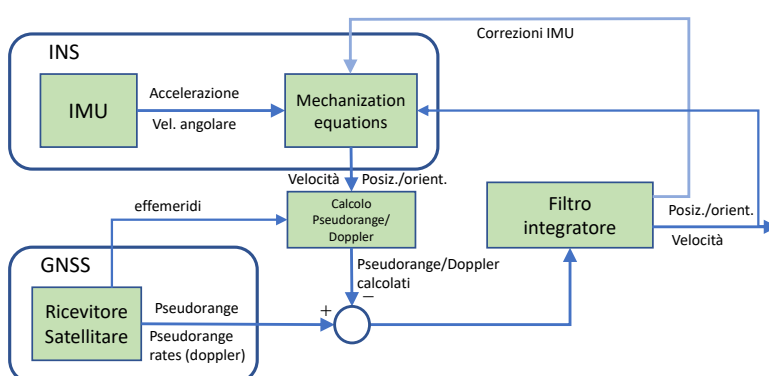 Correzioni IMU
INS
IMU
Accelerazione
Vel. angolare
Mechanization
equations
Velocità
Posiz./orient.
effemeridi
Calcolo
Pseudorange/
Doppler
Filtro
integratore
Posiz./orient.
Velocità
GNSS
Pseudorange/Doppler
calcolati
−
+
Ricevitore
Satellitare
Pseudorange
Pseudorange
rates (doppler)